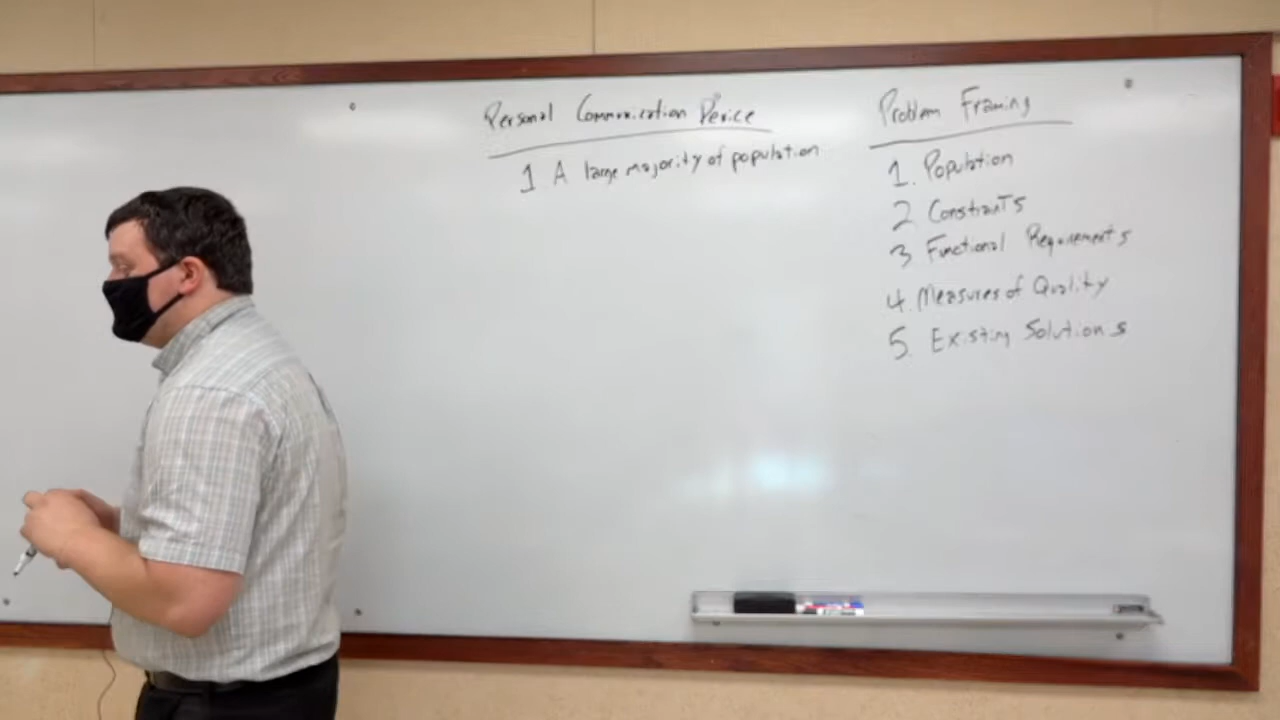 Personal Communication Device
1 A large majority of population
Problem Framing
1. Population
2 Constraints
3 Functional Requirements
4. Measures of Quality
5. Existing Solutions